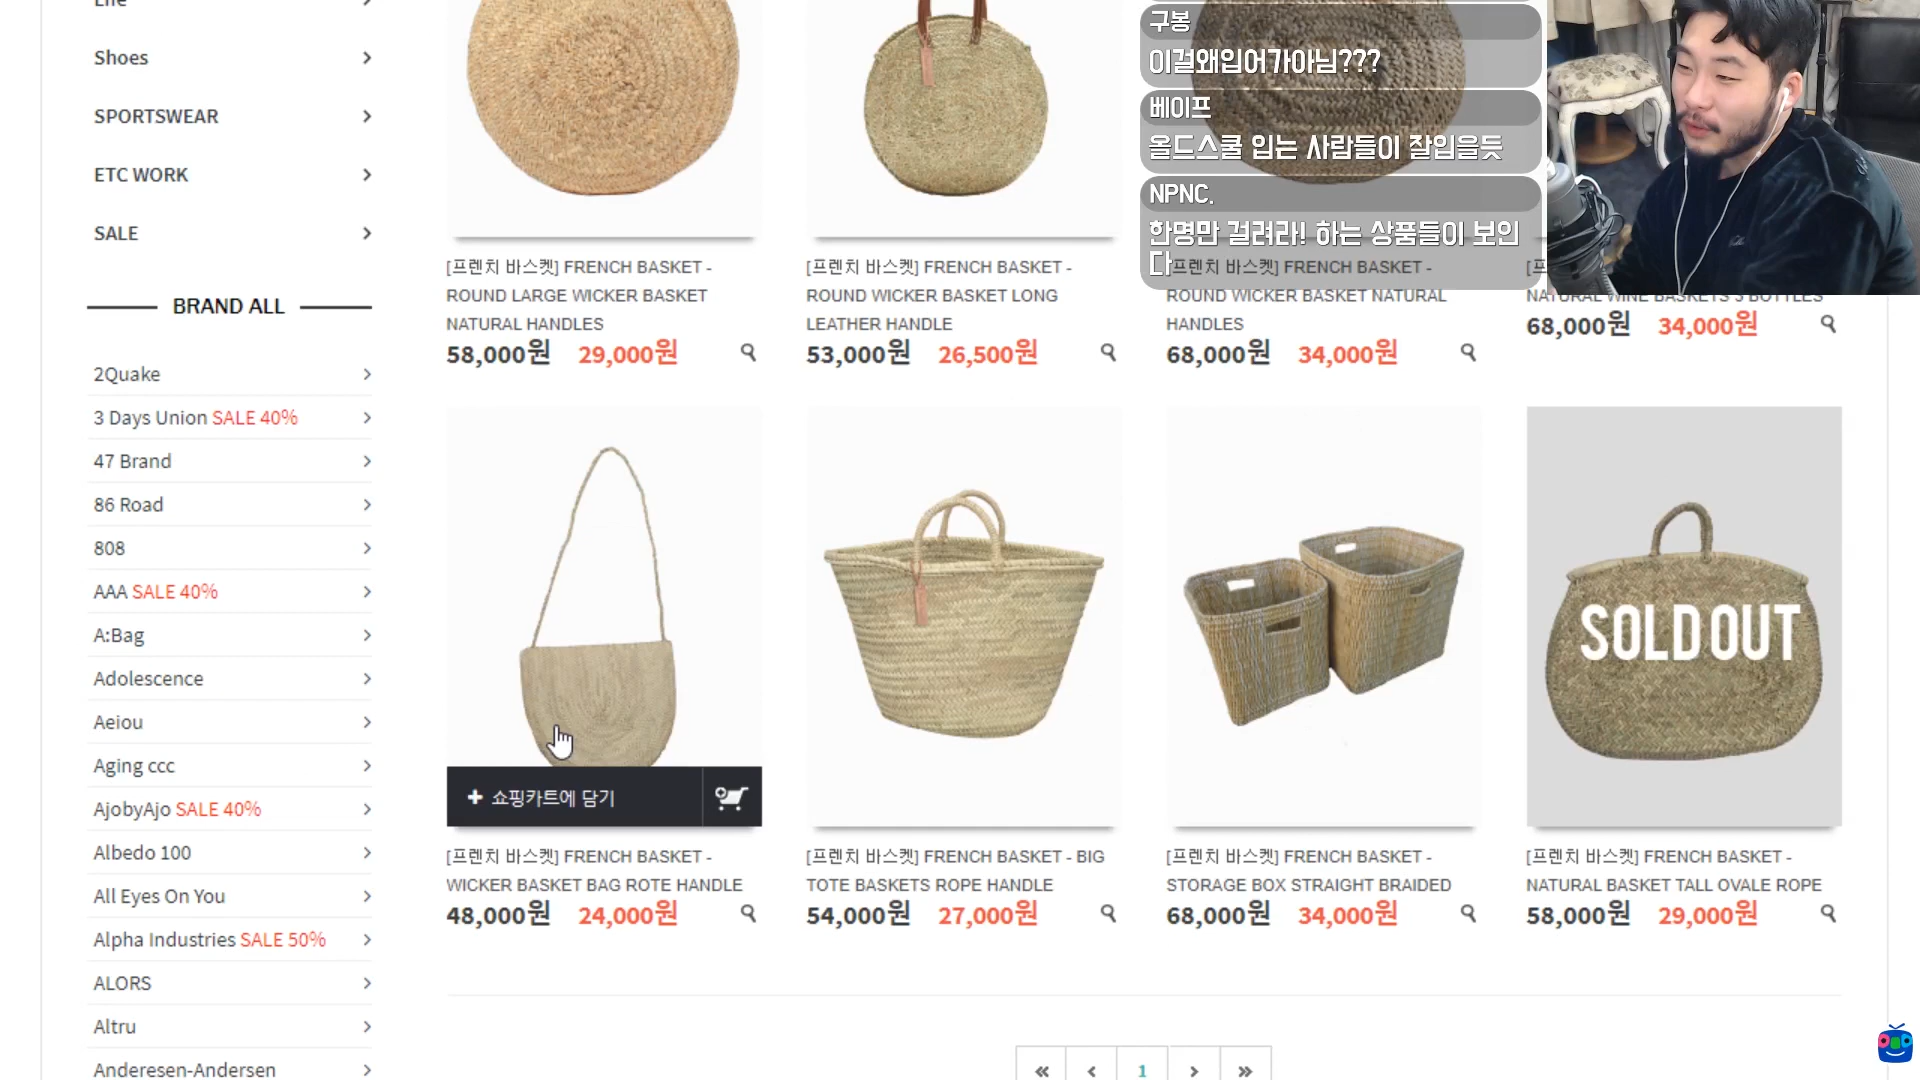 Life
Shoes
SPORTSWEAR
ETC WORK
SALE
BRAND ALL
2Quake
3 Days Union SALE 40%
47 Brand
86 Road
808
AAA SALE 40%
A:Bag
Adolescence
Aeiou
Aging ccc
AjobyAjo SALE 40%
Albedo 100
All Eyes On You
Alpha Industries SALE 50%
ALORS
Altru
Anderesen-Andersen
구봉
이걸왜입어가아님???
베이프
올드스쿨 입는 사람들이 잘입을듯
NPNC.
한명만 걸려라! 하는 상품들이 보인
다
[프렌치 바스켓] FRENCH BASKET -
ROUND LARGE WICKER BASKET
NATURAL HANDLES
58,000원 29,000원
[프렌치 바스켓] FRENCH BASKET -
ROUND WICKER BASKET LONG
LEATHER HANDLE
53,000원 26,500원
[프렌치 바스켓] FRENCH BASKET -
ROUND WICKER BASKET NATURAL
HANDLES
68,000원 34,000원
NATURAL WINE BASKETS 3 BOTTLES
68,000원 34,000원
쇼핑카트에 담기
[프렌치 바스켓] FRENCH BASKET -
WICKER BASKET BAG ROTE HANDLE
48,000원 24,000원
[프렌치 바스켓] FRENCH BASKET - BIG
TOTE BASKETS ROPE HANDLE
54,000원 27,000원
[프렌치 바스켓] FRENCH BASKET -
STORAGE BOX STRAIGHT BRAIDED
68,000원 34,000원
SOLD OUT
[프렌치 바스켓] FRENCH BASKET -
NATURAL BASKET TALL OVALE ROPE
58,000원 29,000원
« ‹ 1 › »